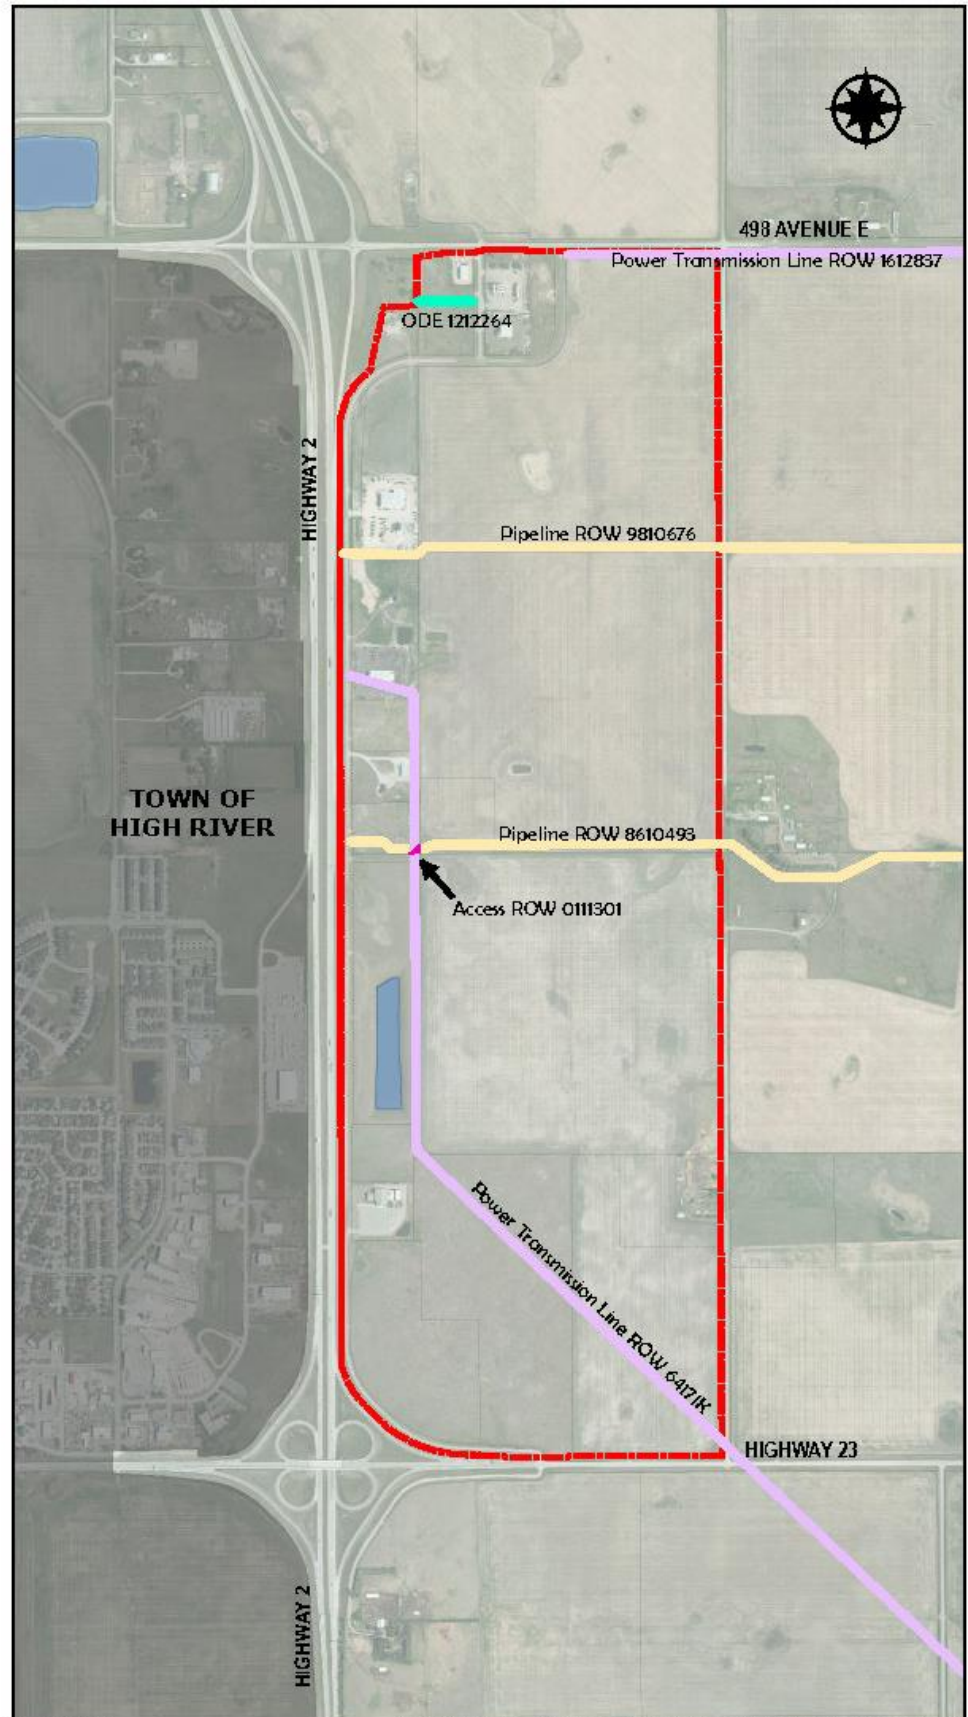 498 AVENUE E
Power Transmission Line ROW 1612837
ODE 1212264
HIGHWAY 2
Pipeline ROW 9810676
TOWN OF
HIGH RIVER
Pipeline ROW 8610493
Access ROW 0111301
Power Transmission Line ROW 6417IK
HIGHWAY 23
HIGHWAY 2